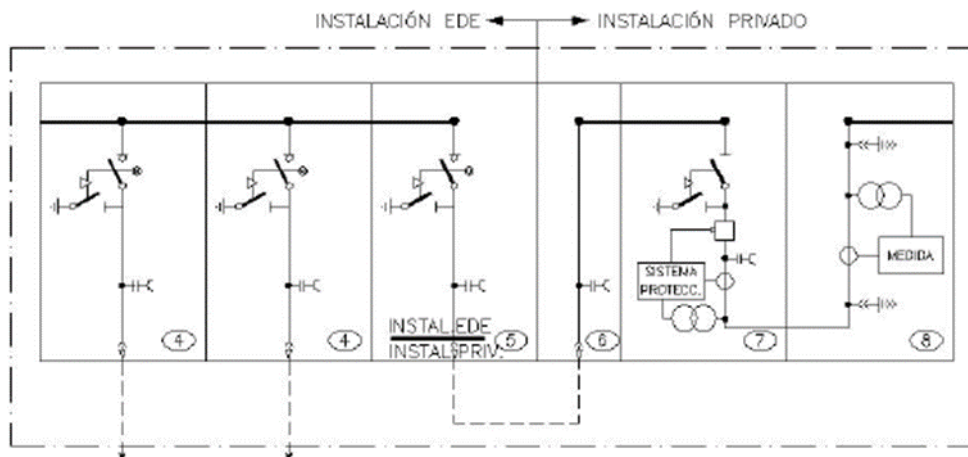 INSTALACIÓN EDE
INSTALACIÓN PRIVADO
SISTEMA
PROTECC.
MEDIDA
INSTAL.EDE
INSTAL.PRIV.
4
4
5
6
7
8